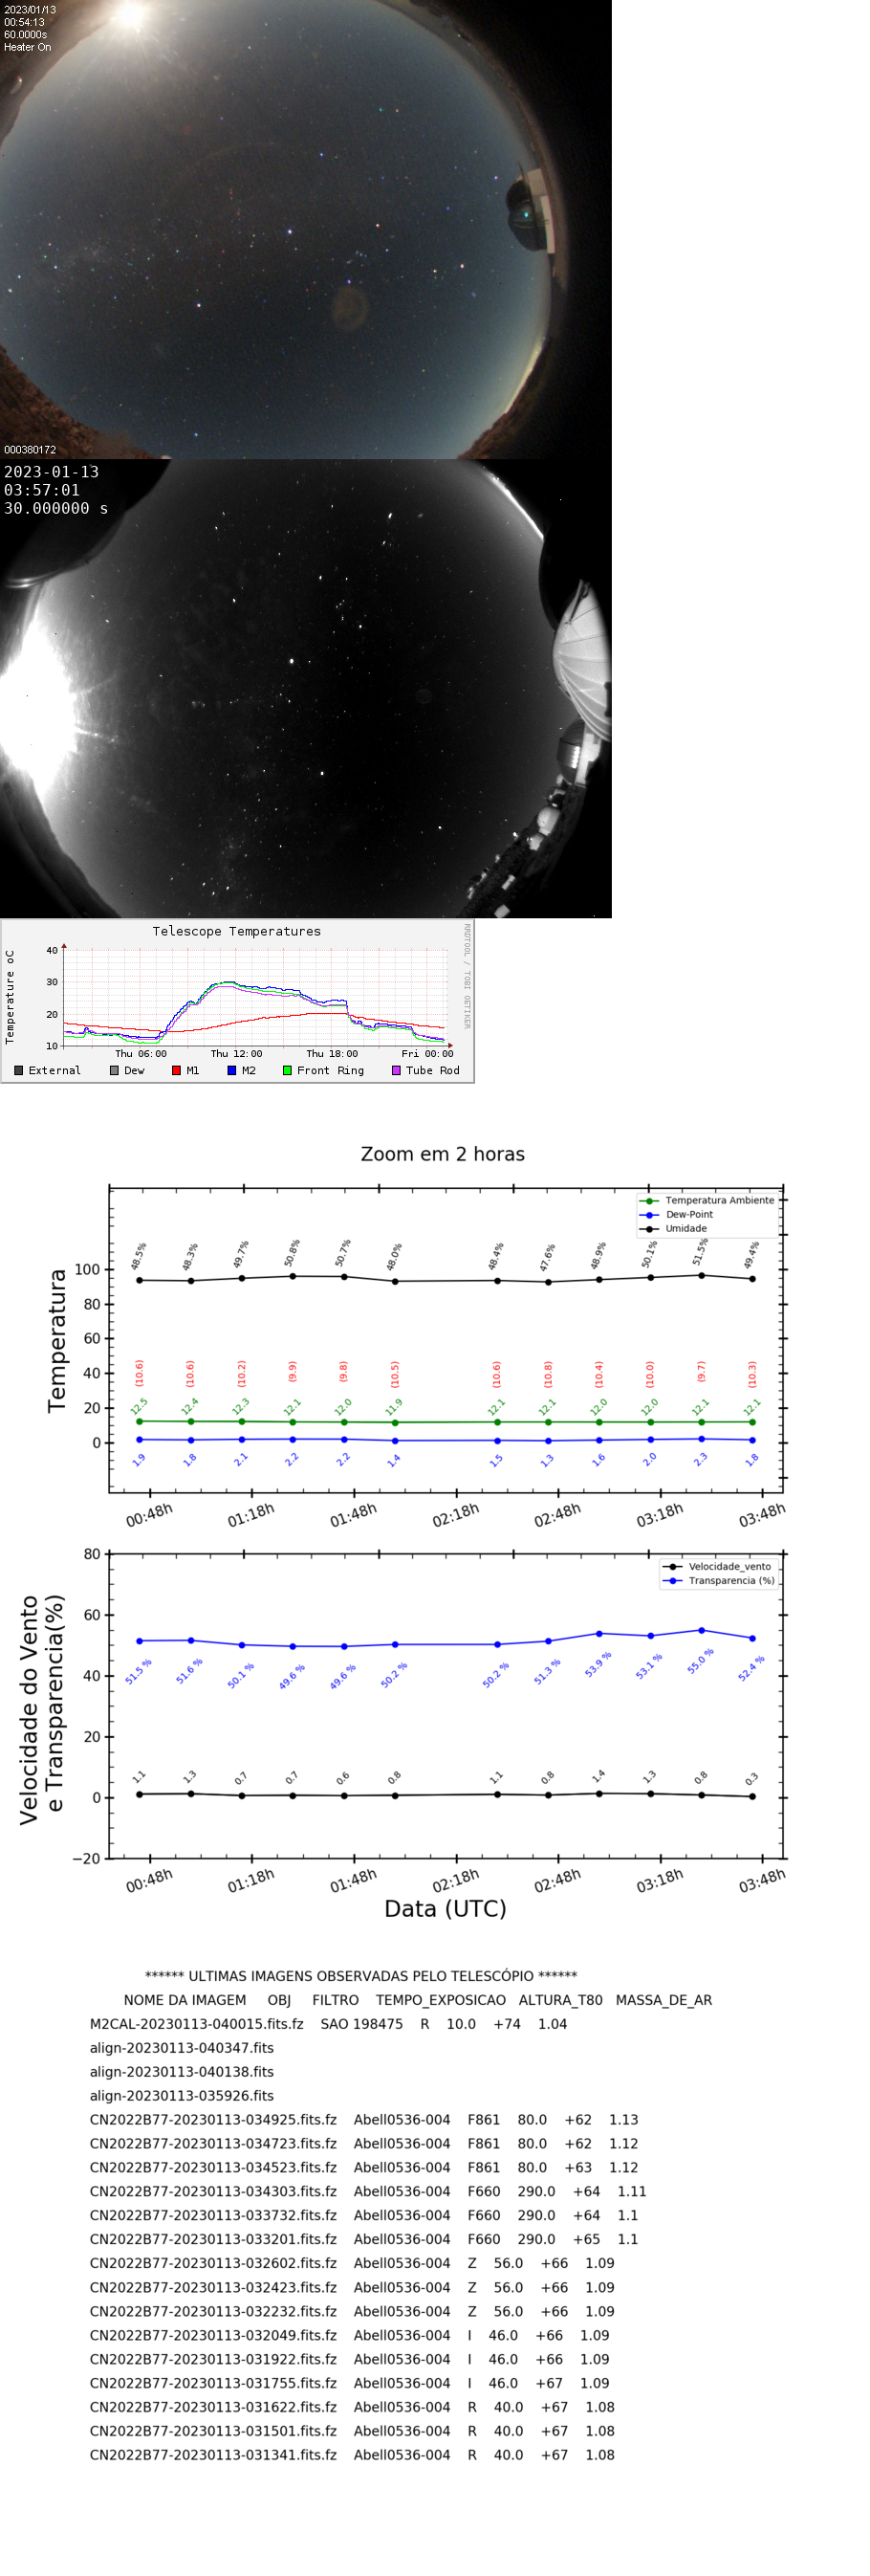 2023/01/13
00:54:13
60.0000s
Heater On
000380172
2023-01-13
03:57:01
30.000000 s
Telescope Temperatures
RRDTOOL / TOBI OETIKER
Temperature oC
40
30
20
10
Thu 06:00 Thu 12:00 Thu 18:00 Fri 00:00
External Dew M1 M2 Front Ring Tube Rod
Zoom em 2 horas
Temperatura Ambiente
Dew-Point
Umidade
48.5% 48.3% 49.7% 50.8% 50.7% 48.0% 48.4% 47.6% 48.9% 50.1% 51.5% 49.4%
Temperatura
100
80
60
40
20
0
(10.6) (10.6) (10.2) (9.9) (9.8) (10.5) (10.6) (10.8) (10.4) (10.0) (9.7) (10.3)
12.5 12.4 12.3 12.1 12.0 11.9 12.1 12.1 12.0 12.0 12.1 12.1
1.9 1.8 2.1 2.2 2.2 1.4 1.5 1.3 1.6 2.0 2.3 1.8
00:48h 01:18h 01:48h 02:18h 02:48h 03:18h 03:48h
Velocidade_vento
Transparencia (%)
Velocidade do Vento
e Transparencia(%)
80
60
40
20
0
−20
51.5 % 51.6 % 50.1 % 49.6 % 49.6 % 50.2 % 50.2 % 51.3 % 53.9 % 53.1 % 55.0 % 52.4 %
1.1 1.3 0.7 0.7 0.6 0.8 1.1 0.8 1.4 1.3 0.8 0.3
00:48h 01:18h 01:48h 02:18h 02:48h 03:18h 03:48h
Data (UTC)
****** ULTIMAS IMAGENS OBSERVADAS PELO TELESCÓPIO ******
NOME DA IMAGEM OBJ FILTRO TEMPO_EXPOSICAO ALTURA_T80 MASSA_DE_AR
M2CAL-20230113-040015.fits.fz SAO 198475 R 10.0 +74 1.04
align-20230113-040347.fits
align-20230113-040138.fits
align-20230113-035926.fits
CN2022B77-20230113-034925.fits.fz Abell0536-004 F861 80.0 +62 1.13
CN2022B77-20230113-034723.fits.fz Abell0536-004 F861 80.0 +62 1.12
CN2022B77-20230113-034523.fits.fz Abell0536-004 F861 80.0 +63 1.12
CN2022B77-20230113-034303.fits.fz Abell0536-004 F660 290.0 +64 1.11
CN2022B77-20230113-033732.fits.fz Abell0536-004 F660 290.0 +64 1.1
CN2022B77-20230113-033201.fits.fz Abell0536-004 F660 290.0 +65 1.1
CN2022B77-20230113-032602.fits.fz Abell0536-004 Z 56.0 +66 1.09
CN2022B77-20230113-032423.fits.fz Abell0536-004 Z 56.0 +66 1.09
CN2022B77-20230113-032232.fits.fz Abell0536-004 Z 56.0 +66 1.09
CN2022B77-20230113-032049.fits.fz Abell0536-004 I 46.0 +66 1.09
CN2022B77-20230113-031922.fits.fz Abell0536-004 I 46.0 +66 1.09
CN2022B77-20230113-031755.fits.fz Abell0536-004 I 46.0 +67 1.09
CN2022B77-20230113-031622.fits.fz Abell0536-004 R 40.0 +67 1.08
CN2022B77-20230113-031501.fits.fz Abell0536-004 R 40.0 +67 1.08
CN2022B77-20230113-031341.fits.fz Abell0536-004 R 40.0 +67 1.08